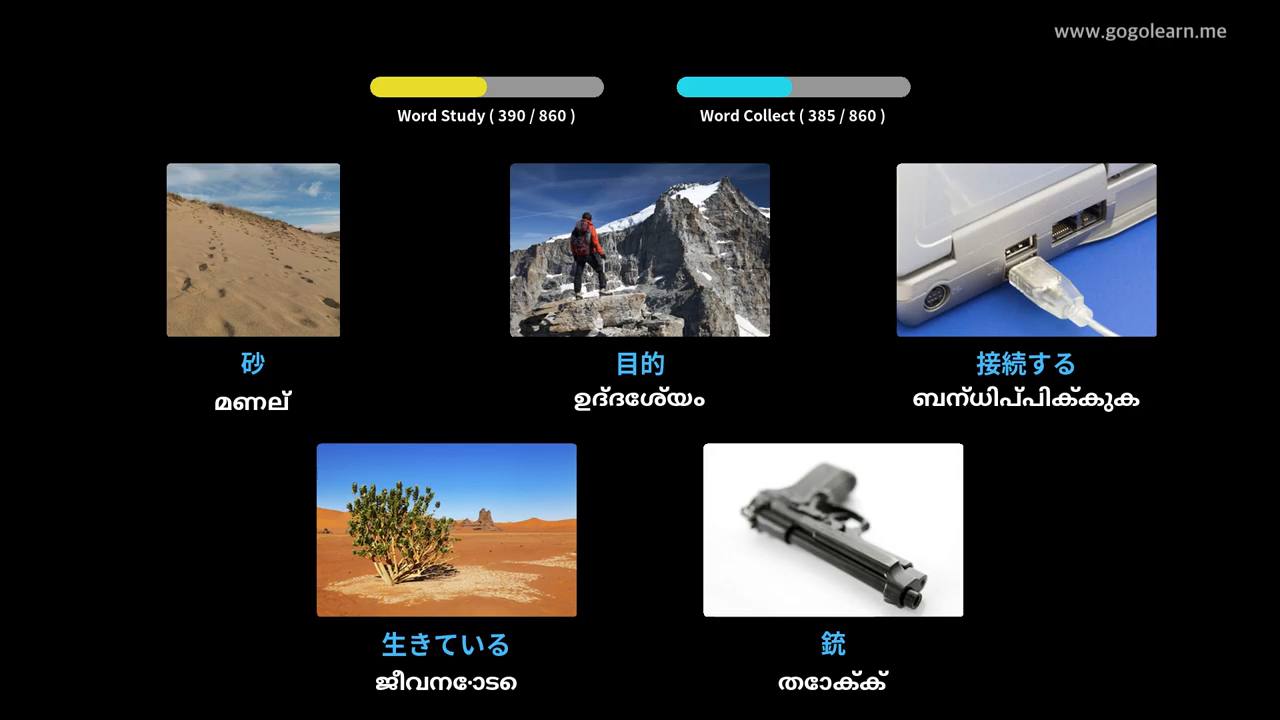 www.gogolearn.me
Word Study ( 390 / 860 )
Word Collect ( 385 / 860 )
砂
മണല്
目的
ഉദ്ദശ്യേം
接続する
ബന്ധിപ്പിക്കുക
生きている
ജീവനോടെ
銃
തോക്ക്